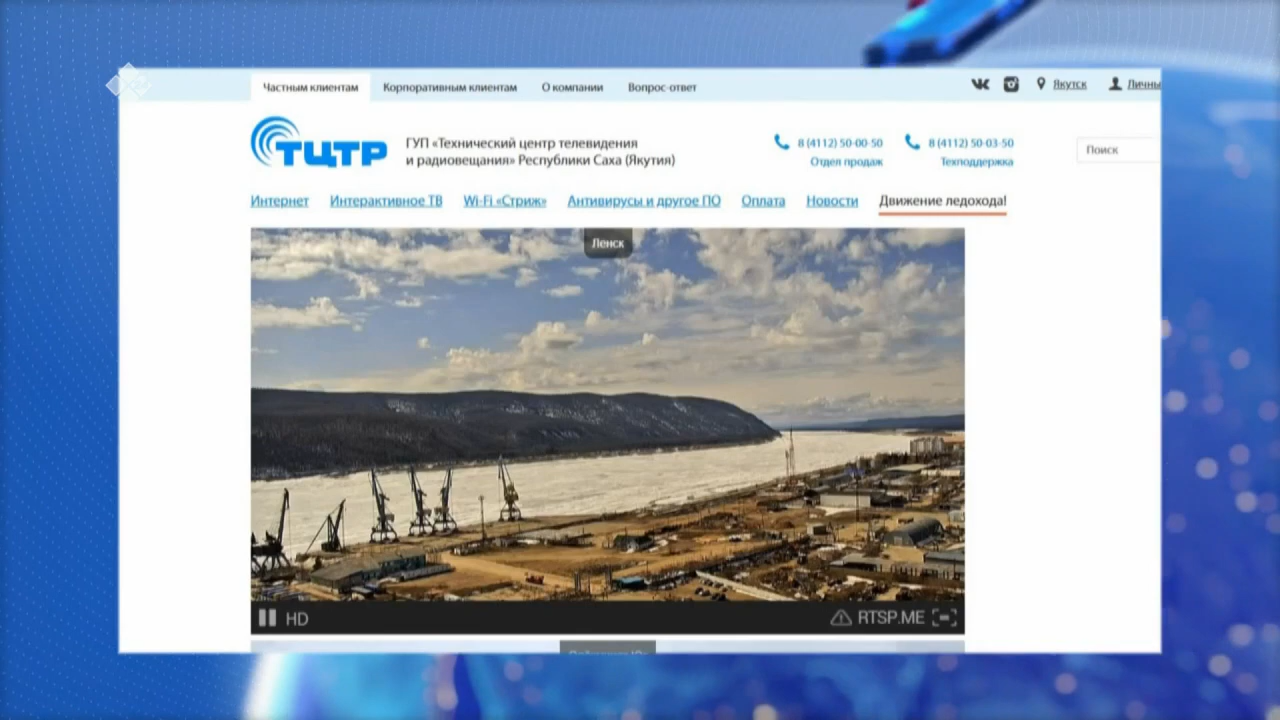 Частным клиентам
Корпоративным клиентам
О компании
Вопрос-ответ
Якутск
Личны
ТЦТР
ГУП «Технический центр телевидения
и радиовещания» Республики Саха (Якутия)
8 (4112) 50-00-50
Отдел продаж
8 (4112) 50-03-50
Техподдержка
Поиск
Интернет
Интерактивное ТВ
Wi-Fi «Стриж»
Антивирусы и другое ПО
Оплата
Новости
Движение ледохода!
Ленск
HD
RTSP.ME